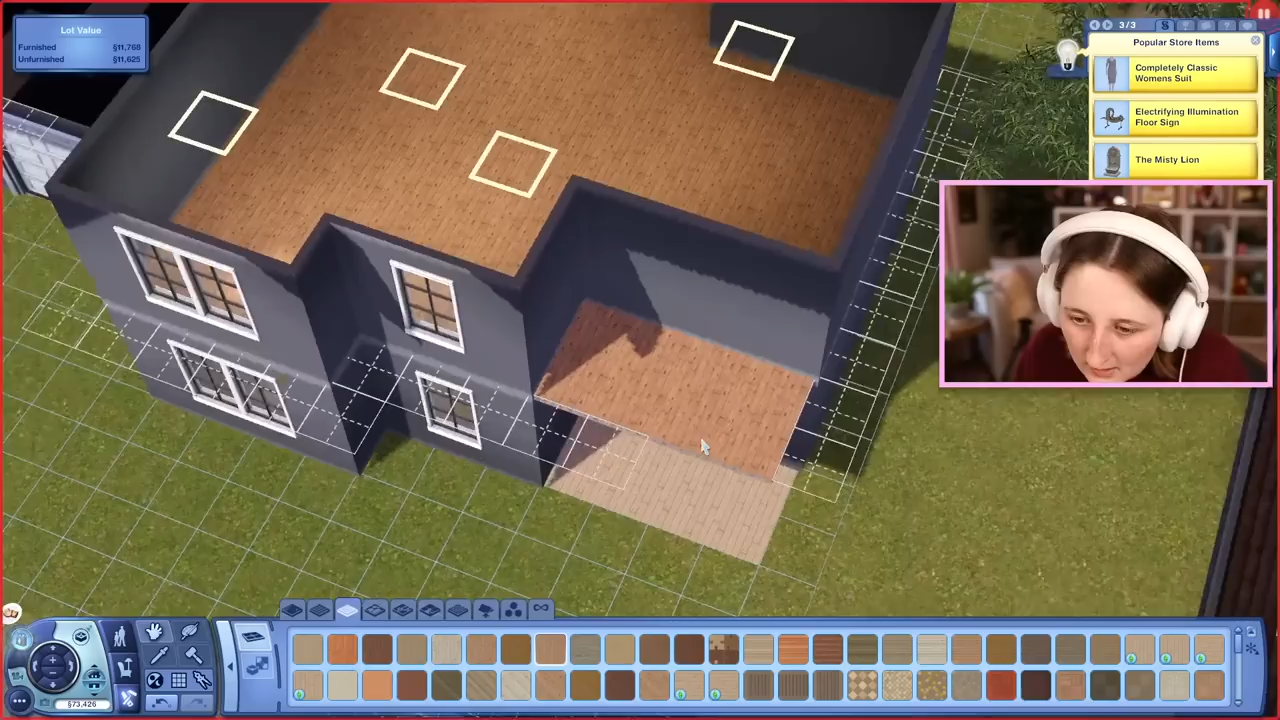 Lot Value
Furnished §11,768
Unfurnished §11,625
3/3
Popular Store Items
Completely Classic
Womens Suit
Electrifying Illumination
Floor Sign
The Misty Lion
§73,426